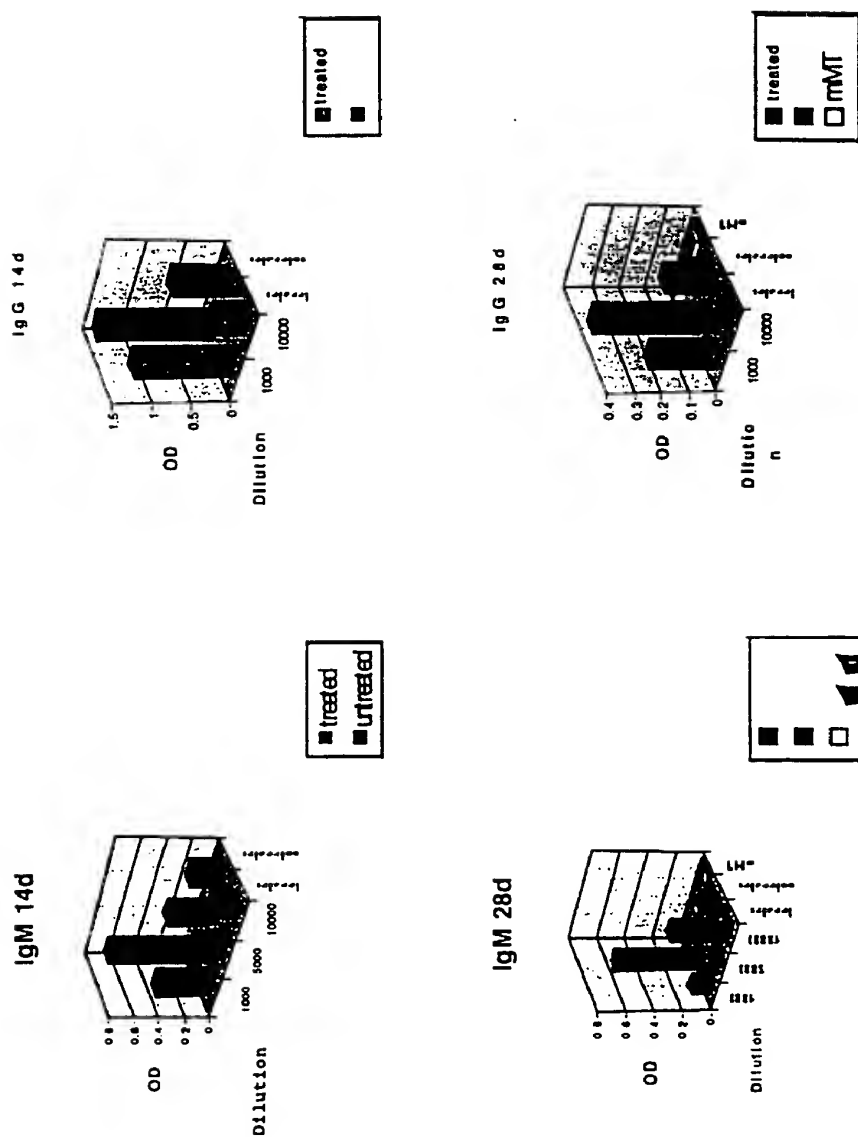 IgG 14d
1.5
1
0.5
0
OD
1000
10000
Dilution
treated
IgG 28d
0.4
0.3
0.2
0.1
0
OD
1000
10000
Dilutio
n
treated
mMT
IgM 14d
0.8
0.6
0.4
0.2
0
OD
1000
5000
10000
Dilution
treated
untreated
IgM 28d
0.8
0.6
0.4
0.2
0
OD
Dilution